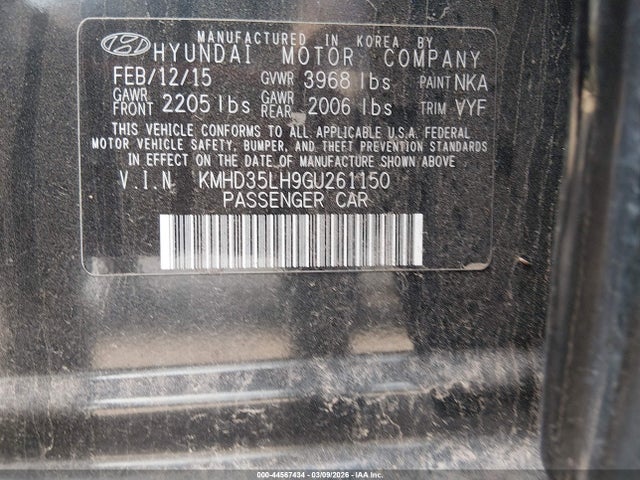 MANUFACTURED IN KOREA BY
HYUNDAI MOTOR COMPANY
FEB/12/15 GVWR 3968 lbs PAINT NKA
GAWR FRONT 2205 lbs GAWR REAR 2006 lbs TRIM VYF
THIS VEHICLE CONFORMS TO ALL APPLICABLE U.S.A. FEDERAL
MOTOR VEHICLE SAFETY, BUMPER, AND THEFT PREVENTION STANDARDS
IN EFFECT ON THE DATE OF MANUFACTURE SHOWN ABOVE.
V.I.N KMHD35LH9GU261150
PASSENGER CAR
000-44567434 | 03/09/2026 - IAA Inc.